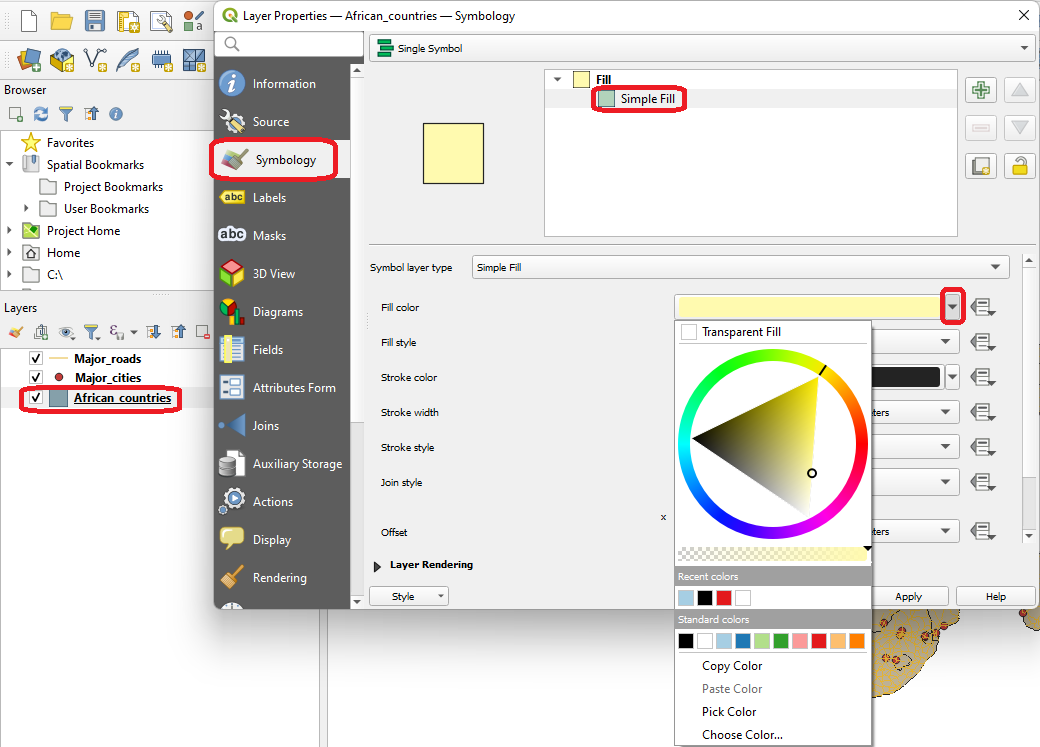 Layer Properties — African_countries — Symbology
Single Symbol
Browser
Favorites
Spatial Bookmarks
Project Bookmarks
User Bookmarks
Project Home
Home
C:\
Layers
Major_roads
Major_cities
African_countries
Information
Source
Symbology
abc Labels
abc Masks
3D View
Diagrams
Fields
Attributes Form
Joins
Auxiliary Storage
Actions
Display
Rendering
Fill
Simple Fill
Symbol layer type
Simple Fill
Fill color
Fill style
Stroke color
Stroke width
Stroke style
Join style
x
Offset
Layer Rendering
Style
Transparent Fill
Recent colors
Standard colors
Copy Color
Paste Color
Pick Color
Choose Color...
Apply
Help